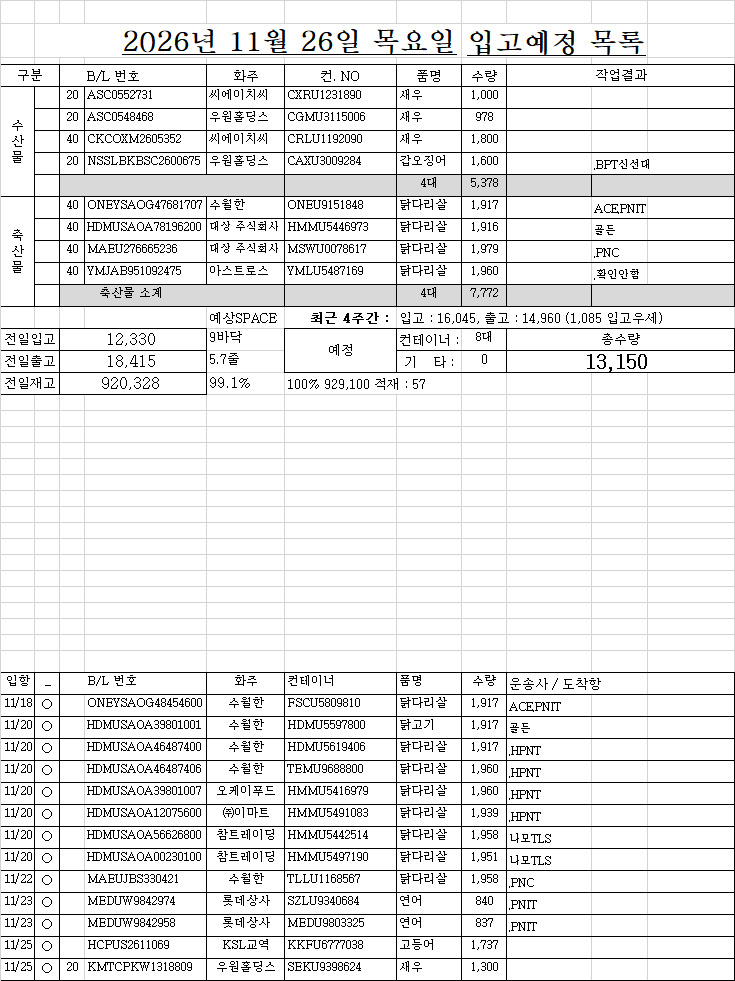 2026년 11월 26일 목요일 입고예정 목록
구분 B/L 번호 화주 컨. NO 품명 수량 작업결과
수산물
20 ASC0552731 씨에이치씨 CXRU1231890 새우 1,000
20 ASC0548468 우원홀딩스 CGMU3115006 새우 978
40 CKCOXM2605352 씨에이치씨 CRLU1192090 새우 1,800
20 NSSLBKBSC2600675 우원홀딩스 CAXU3009284 갑오징어 1,600 .BPT신선대
4대 5,378
축산물
40 ONEYSAOG47681707 수월한 ONEU9151848 닭다리살 1,917 ACE.PNIT
40 HDMUSAOA78196200 대상 주식회사 HMMU5446973 닭다리살 1,916 골든
40 MAEU276665236 대상 주식회사 MSWU0078617 닭다리살 1,979 .PNC
40 YMJAB951092475 아스트로스 YMLU5487169 닭다리살 1,960 .확인안함
축산물 소계 4대 7,772
예상SPACE 최근 4주간 : 입고 : 16,045, 출고 : 14,960 (1,085 입고우세)
전일입고 12,330 9바닥 예정 컨테이너 : 8대 총수량
전일출고 18,415 5.7줄 기 타 : 0 13,150
전일재고 920,328 99.1% 100% 929,100 적재 : 57
입항 _ B/L 번호 화주 컨테이너 품명 수량 운송사 / 도착항
11/18 ○ ONEYSAOG48454600 수월한 FSCU5809810 닭다리살 1,917 ACE.PNIT
11/20 ○ HDMUSAOA39801001 수월한 HDMU5597800 닭고기 1,917 골든
11/20 ○ HDMUSAOA46487400 수월한 HDMU5619406 닭다리살 1,917 .HPNT
11/20 ○ HDMUSAOA46487406 수월한 TEMU9688800 닭다리살 1,960 .HPNT
11/20 ○ HDMUSAOA39801007 오케이푸드 HMMU5416979 닭다리살 1,960 .HPNT
11/20 ○ HDMUSAOA12075600 ㈜이마트 HMMU5491083 닭다리살 1,939 .HPNT
11/20 ○ HDMUSAOA56626800 참트레이딩 HMMU5442514 닭다리살 1,958 나모TLS
11/20 ○ HDMUSAOA00230100 참트레이딩 HMMU5497190 닭다리살 1,951 나모TLS
11/22 ○ MAEUJBS330421 수월한 TLLU1168567 닭다리살 1,958 .PNC
11/23 ○ MEDUW9842974 롯데상사 SZLU9340684 연어 840 .PNIT
11/23 ○ MEDUW9842958 롯데상사 MEDU9803325 연어 837 .PNIT
11/25 ○ HCPUS2611069 KSL교역 KKFU6777038 고등어 1,737
11/25 ○ 20 KMTCPKW1318809 우원홀딩스 SEKU9398624 새우 1,300